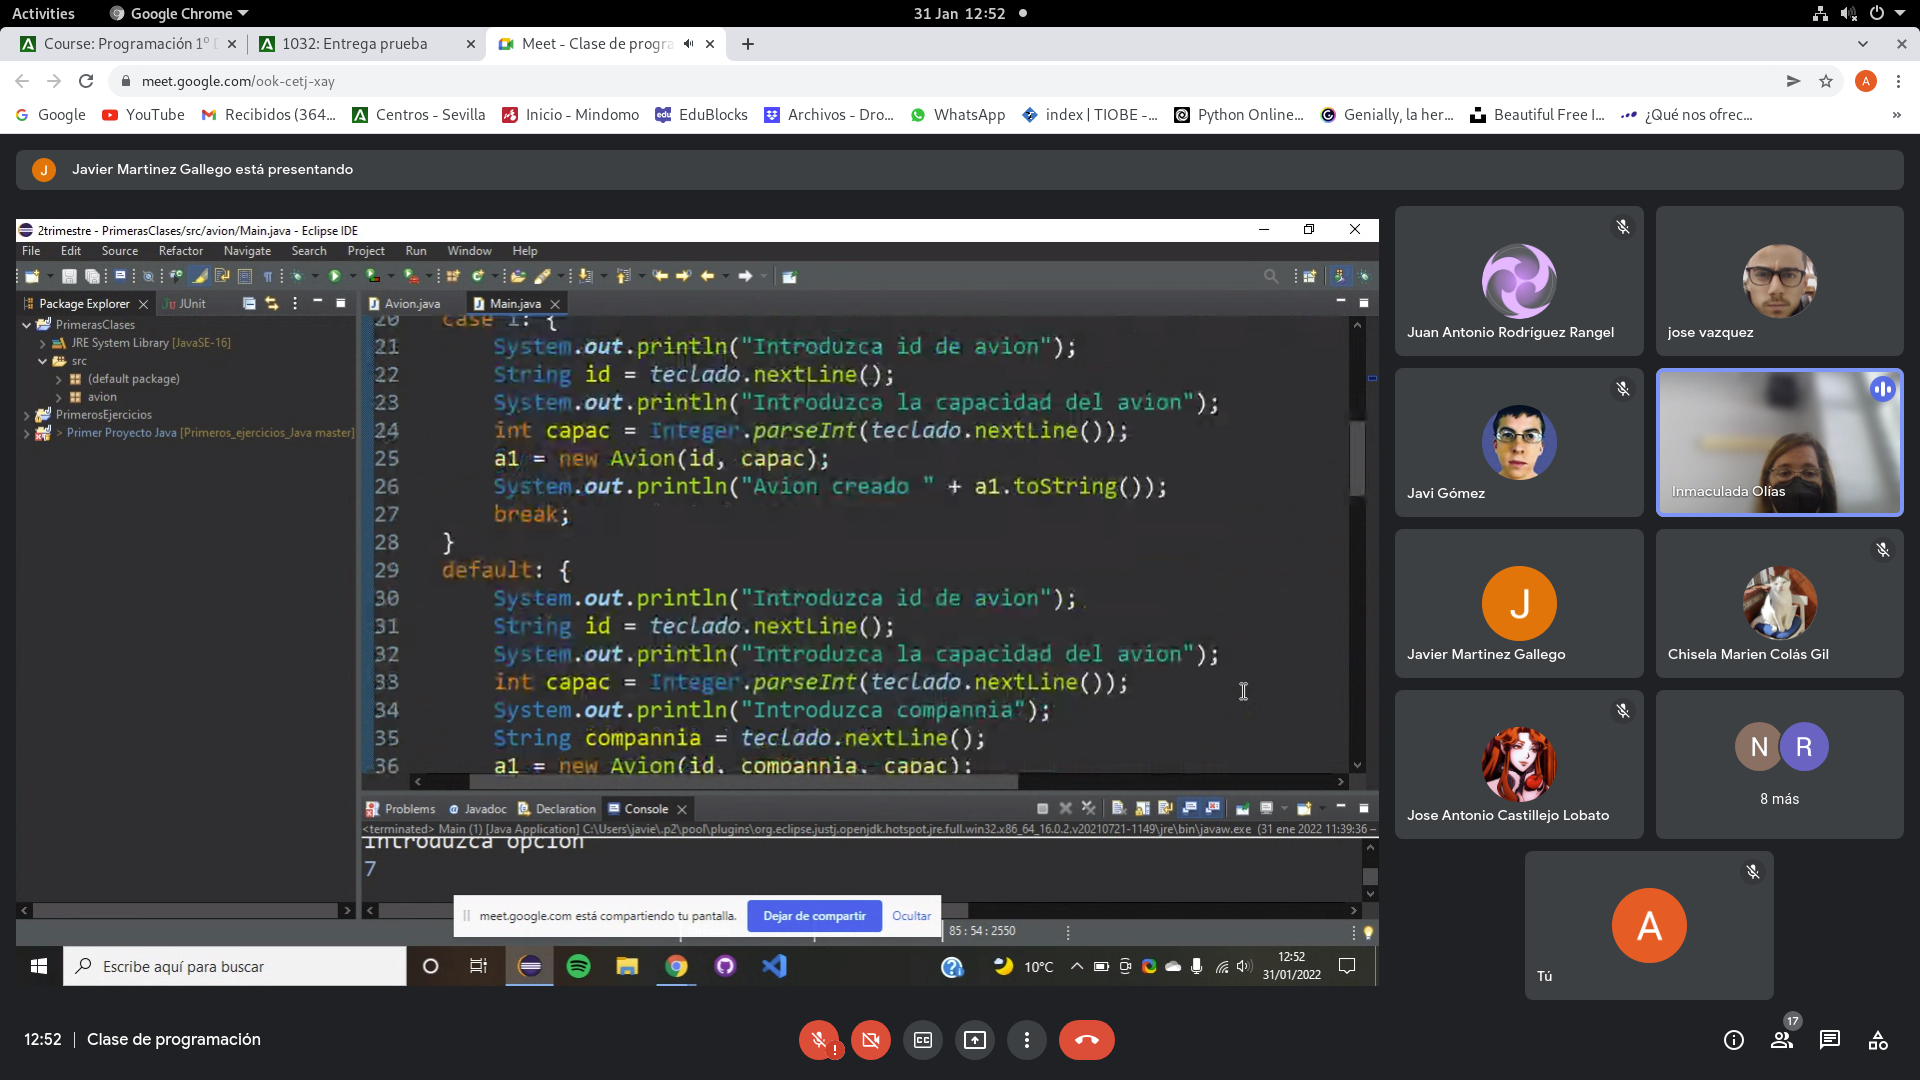 Activities
Google Chrome
31 Jan 12:52
Course: Programación 1º D
1032: Entrega prueba
Meet - Clase de progra
meet.google.com/ook-cetj-xay
A
Google
YouTube
Recibidos (364...
Centros - Sevilla
Inicio - Mindomo
EduBlocks
Archivos - Dro...
WhatsApp
index | TIOBE -...
Python Online...
Genially, la her...
Beautiful Free I...
¿Qué nos ofrec...
»
J
Javier Martinez Gallego está presentando
2trimestre - PrimerasClases/src/avion/Main.java - Eclipse IDE
File Edit Source Refactor Navigate Search Project Run Window Help
Package Explorer
JUnit
Avion.java
Main.java
PrimerasClases
JRE System Library [JavaSE-16]
src
(default package)
avion
PrimerosEjercicios
> Primer Proyecto Java [Primeros_ejercicios_Java master]
20 case 1: {
21 System.out.println("Introduzca id de avion");
22 String id = teclado.nextLine();
23 System.out.println("Introduzca la capacidad del avion");
24 int capac = Integer.parseInt(teclado.nextLine());
25 a1 = new Avion(id, capac);
26 System.out.println("Avion creado " + a1.toString());
27 break;
28 }
29 default: {
30 System.out.println("Introduzca id de avion");
31 String id = teclado.nextLine();
32 System.out.println("Introduzca la capacidad del avion");
33 int capac = Integer.parseInt(teclado.nextLine());
34 System.out.println("Introduzca compannia");
35 String compannia = teclado.nextLine();
36 a1 = new Avion(id, compannia, capac);
Problems
Javadoc
Declaration
Console
<terminated> Main (1) [Java Application] C:\Users\javie\.p2\pool\plugins\org.eclipse.justj.openjdk.hotspot.jre.full.win32.x86_64_16.0.2.v20210721-1149\jre\bin\javaw.exe (31 ene 2022 11:39:36 –
Introduzca opcion
7
meet.google.com está compartiendo tu pantalla.
Dejar de compartir
Ocultar
85 : 54 : 2550
Escribe aquí para buscar
10°C
12:52
31/01/2022
Juan Antonio Rodríguez Rangel
jose vazquez
Javi Gómez
Inmaculada Olías
J
Javier Martinez Gallego
Chisela Marien Colás Gil
Jose Antonio Castillejo Lobato
N R
8 más
A
Tú
12:52
Clase de programación
17